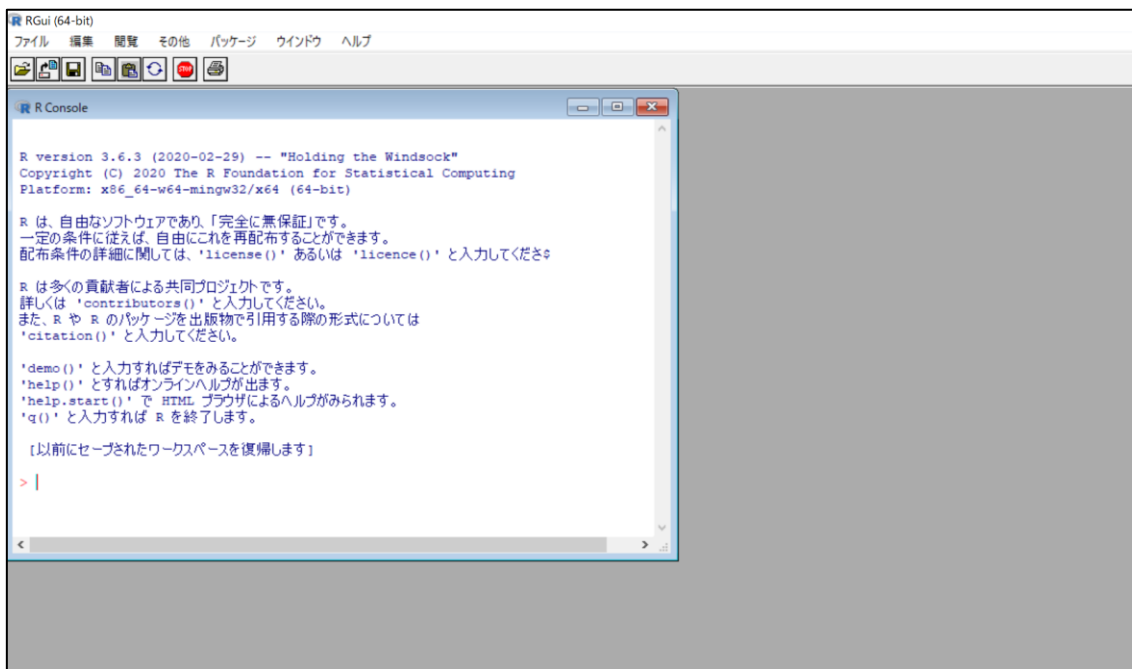 RGui (64-bit)
ファイル 編集 閲覧 その他 パッケージ ウインドウ ヘルプ
STOP
R Console
R version 3.6.3 (2020-02-29) -- "Holding the Windsock"
Copyright (C) 2020 The R Foundation for Statistical Computing
Platform: x86_64-w64-mingw32/x64 (64-bit)
R は、自由なソフトウェアであり、「完全に無保証」です。
一定の条件に従えば、自由にこれを再配布することができます。
配布条件の詳細に関しては、'license()' あるいは 'licence()' と入力してくださ$
R は多くの貢献者による共同プロジェクトです。
詳しくは 'contributors()' と入力してください。
また、R や R のパッケージを出版物で引用する際の形式については
'citation()' と入力してください。
'demo()' と入力すればデモをみることができます。
'help()' とすればオンラインヘルプが出ます。
'help.start()' で HTML ブラウザによるヘルプがみられます。
'q()' と入力すれば R を終了します。
[以前にセーブされたワークスペースを復帰します]
>